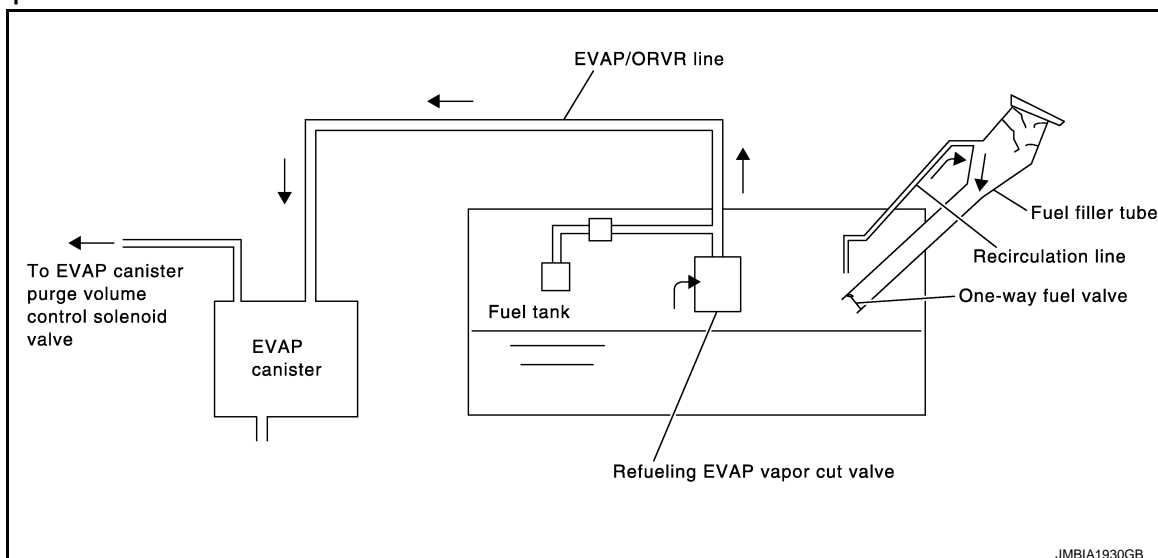 EVAP/ORVR line
Fuel filler tube
Recirculation line
One-way fuel valve
To EVAP canister
purge volume
control solenoid
valve
Fuel tank
EVAP
canister
Refueling EVAP vapor cut valve
JMBIA1930GB